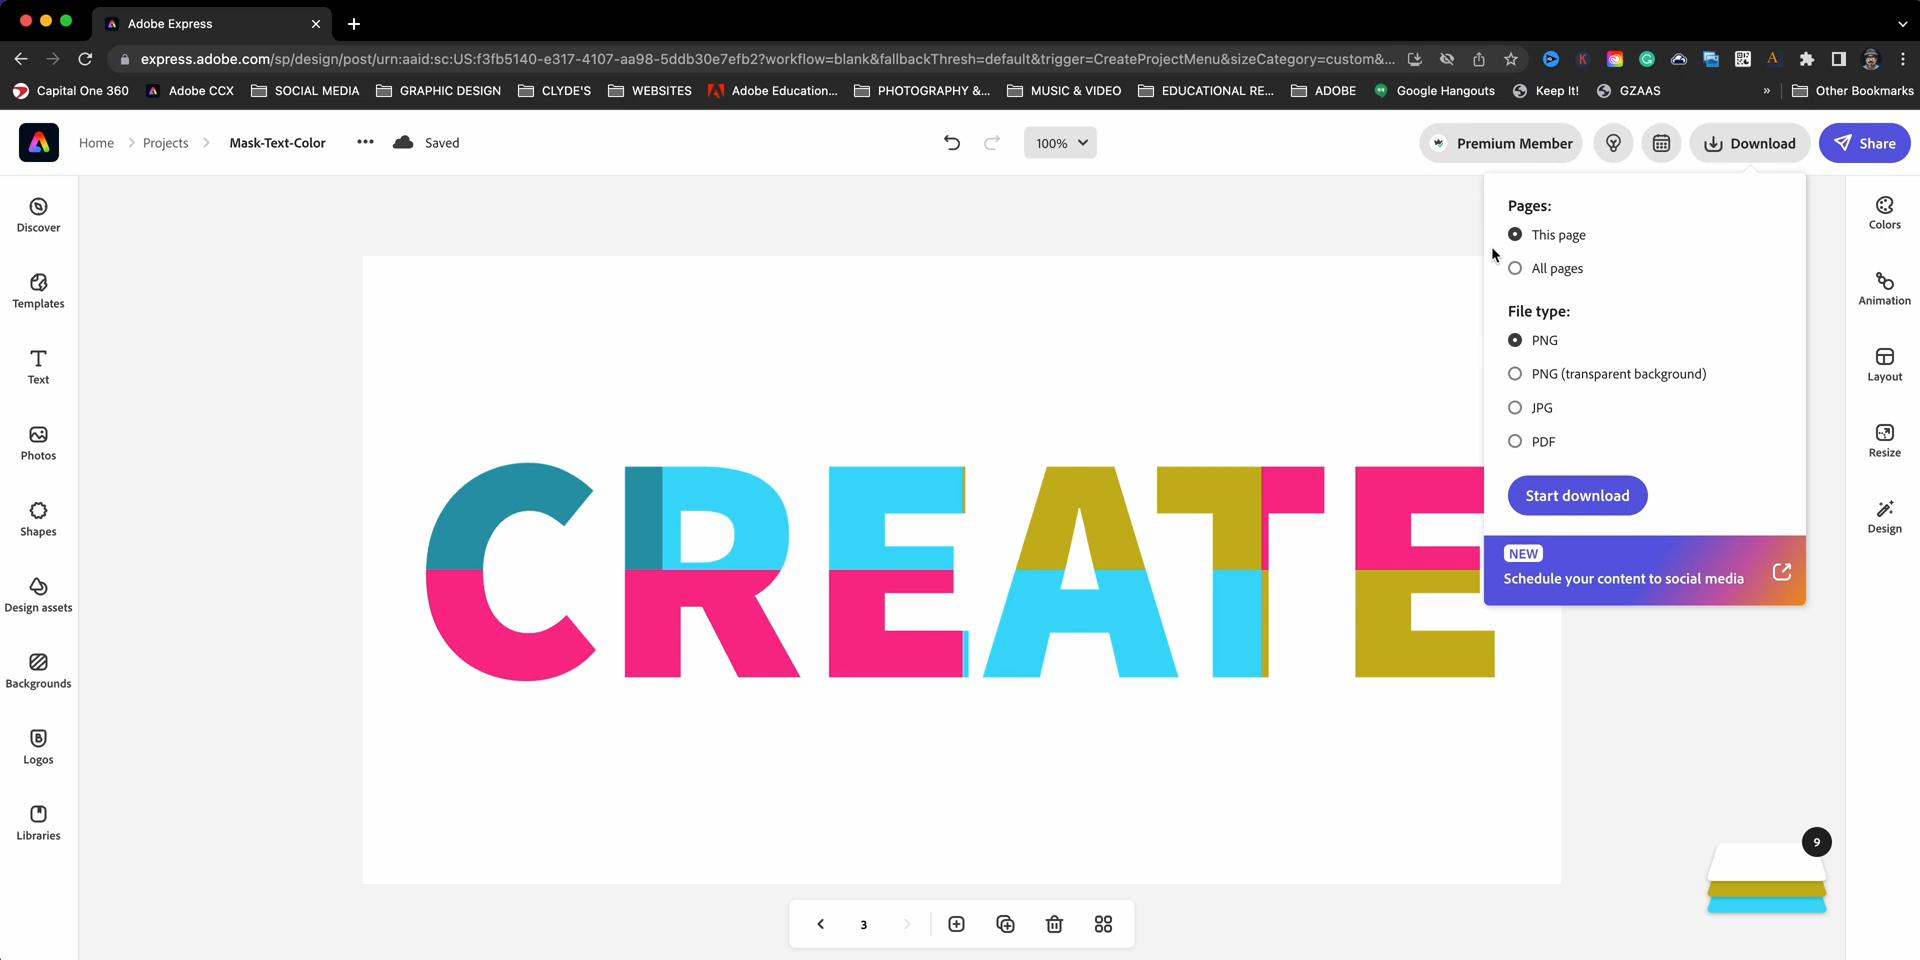 Adobe Express
express.adobe.com/sp/design/post/urn:aaid:sc:US:f3fb5140-e317-4107-aa98-5ddb30e7efb2?workflow=blank&fallbackThresh=default&trigger=CreateProjectMenu&sizeCategory=custom&...
Capital One 360 Adobe CCX SOCIAL MEDIA GRAPHIC DESIGN CLYDE'S WEBSITES Adobe Education... PHOTOGRAPHY &... MUSIC & VIDEO EDUCATIONAL RE... ADOBE Google Hangouts Keep It! GZAAS » Other Bookmarks
Home Projects Mask-Text-Color ••• Saved 100% Premium Member Download Share
Discover
Templates
Text
Photos
Shapes
Design assets
Backgrounds
Logos
Libraries
CREATE
Pages:
This page
All pages
File type:
PNG
PNG (transparent background)
JPG
PDF
Start download
NEW
Schedule your content to social media
Colors
Animation
Layout
Resize
Design
9
3